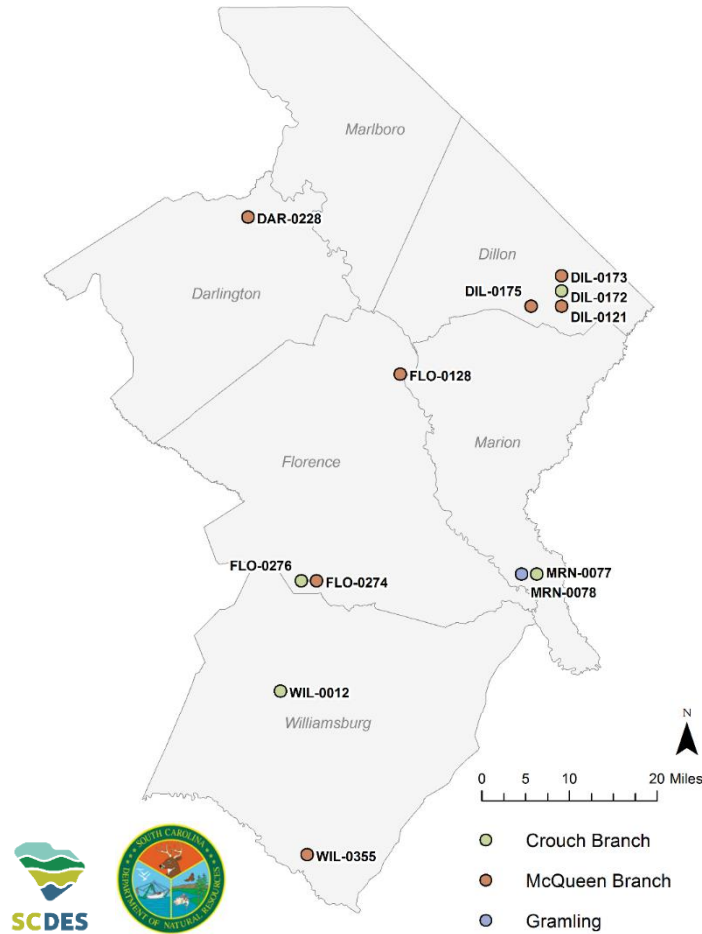 Marlboro
DAR-0228
Dillon
DIL-0173
DIL-0175
DIL-0172
Darlington
DIL-0121
FLO-0128
Marion
Florence
FLO-0276
FLO-0274
MRN-0077
MRN-0078
WIL-0012
Williamsburg
N
0 5 10 20 Miles
Crouch Branch
WIL-0355
McQueen Branch
Gramling
SCDES
SOUTH CAROLINA
DEPARTMENT OF NATURAL RESOURCES